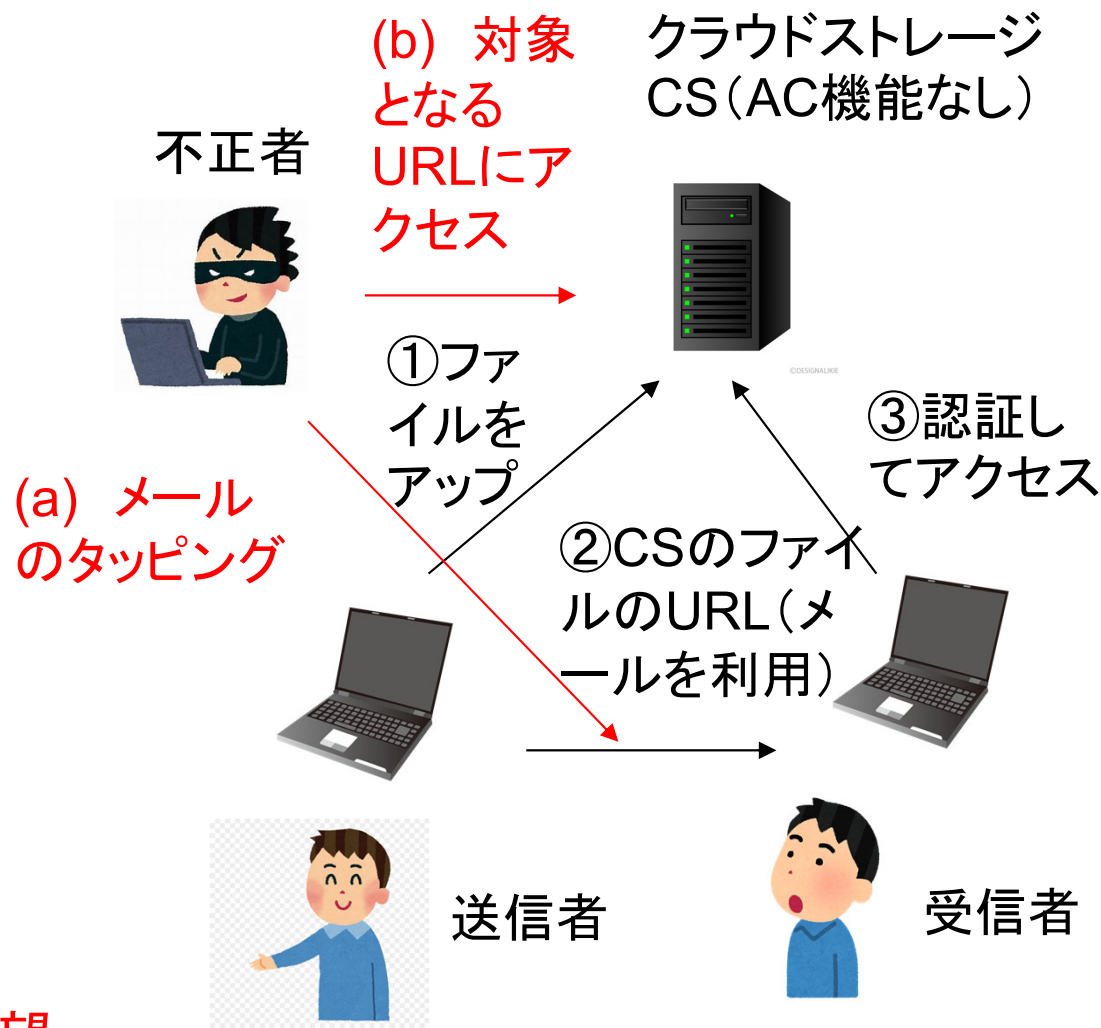 (b) 対象
となる
URLにア
クセス
クラウドストレージ
CS(AC機能なし)
不正者
©DESIGNALIKIE
①ファ
イルを
アップ
③認証し
てアクセス
(a) メール
のタッピング
②CSのファイ
ルのURL(メ
ールを利用)
送信者
受信者